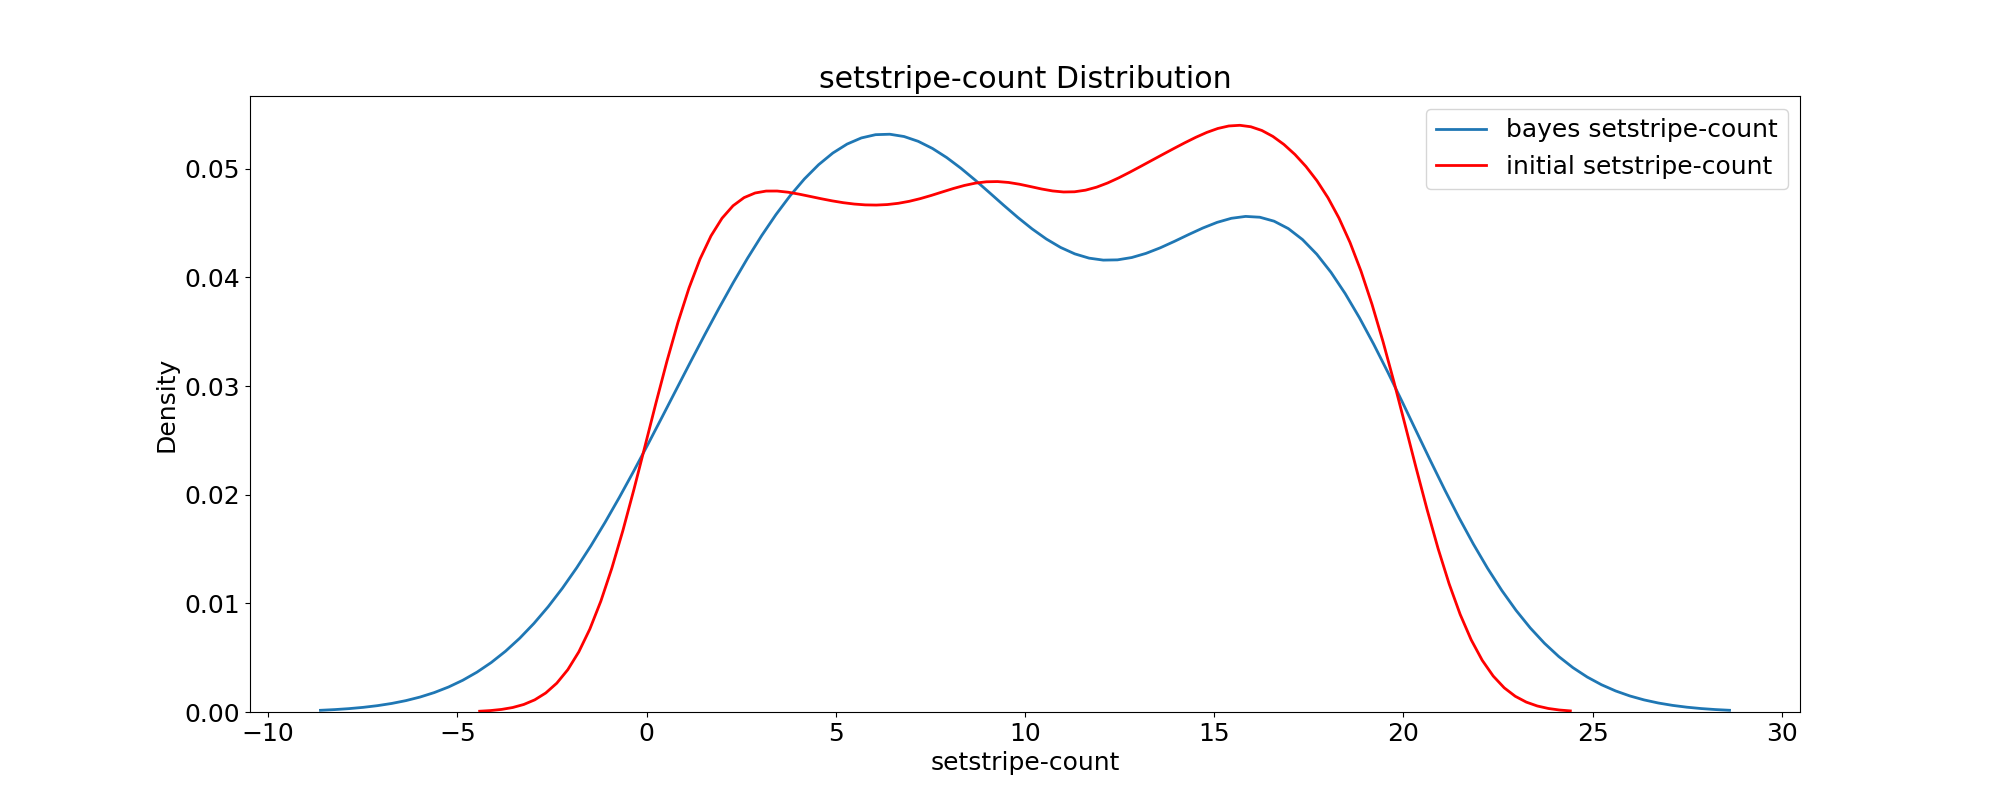 setstripe-count Distribution
bayes setstripe-count
initial setstripe-count
Density
0.05
0.04
0.03
0.02
0.01
0.00
−10 −5 0 5 10 15 20 25 30
setstripe-count